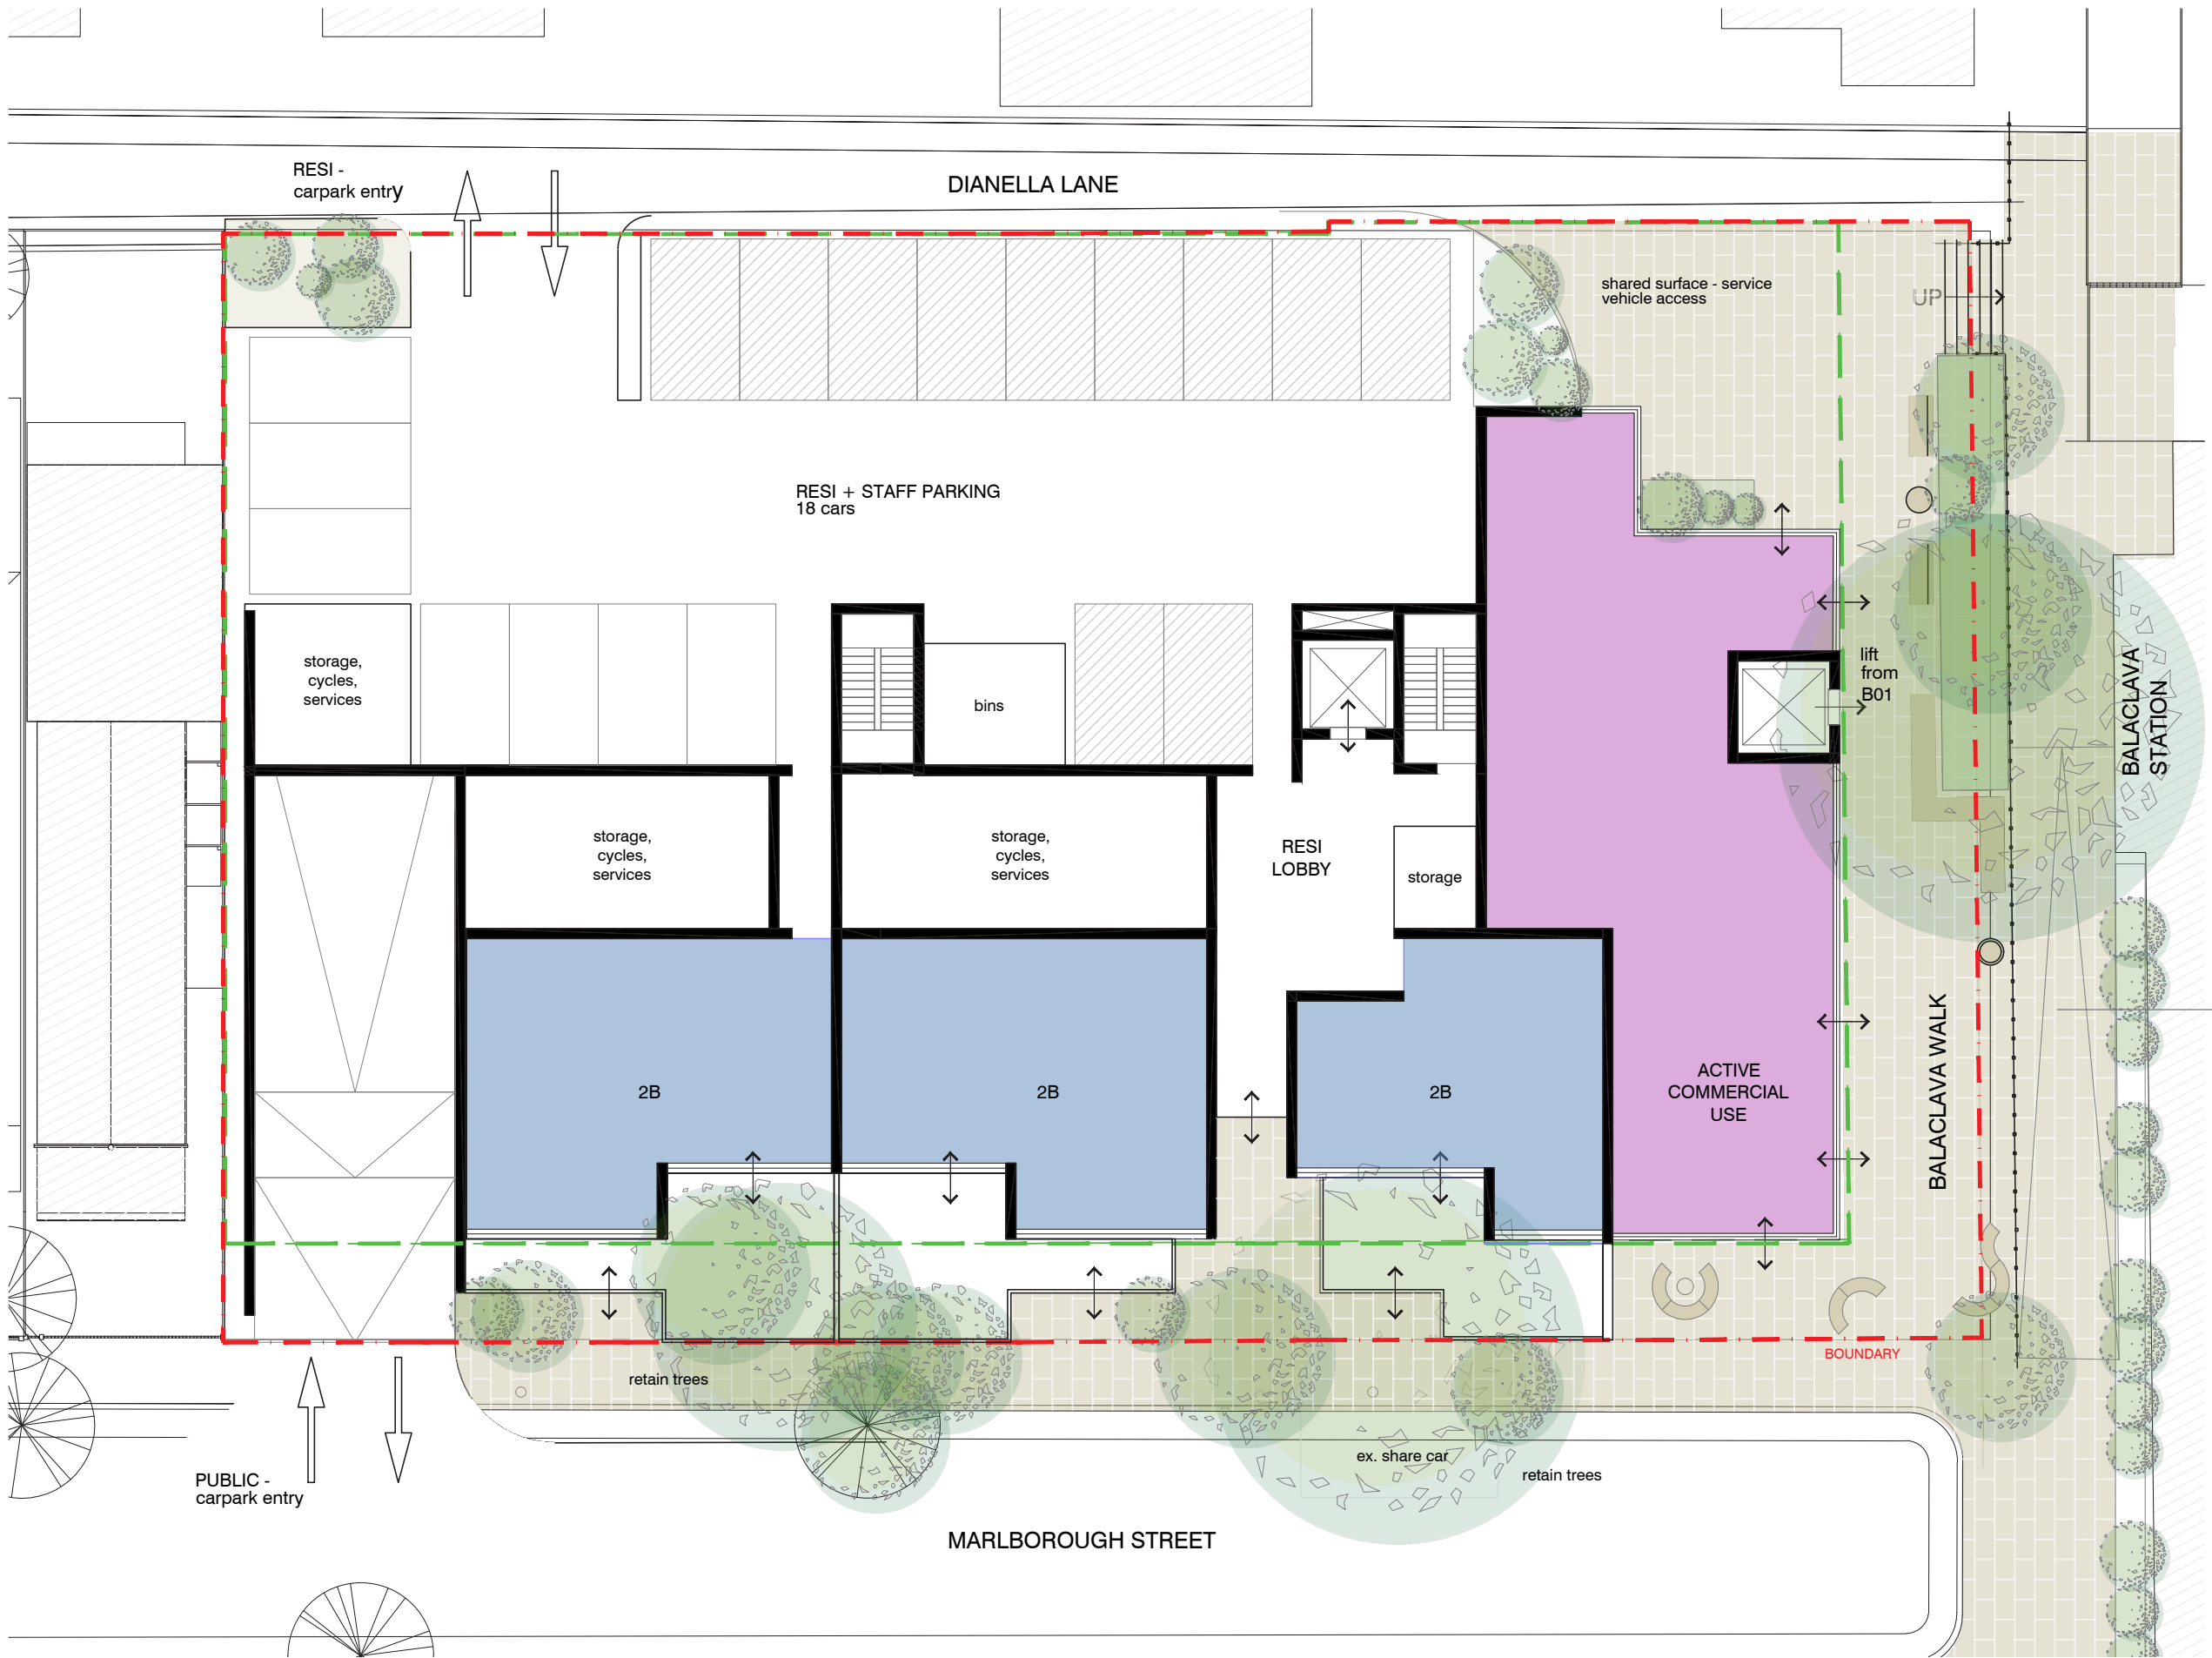 RESI -
carpark entry
DIANELLA LANE
shared surface - service
vehicle access
UP
RESI + STAFF PARKING
18 cars
storage,
cycles,
services
bins
lift
from
B01
BALACLAVA
STATION
storage,
cycles,
services
storage,
cycles,
services
RESI
LOBBY
storage
2B
2B
2B
ACTIVE
COMMERCIAL
USE
BALACLAVA WALK
BOUNDARY
retain trees
ex. share car
retain trees
PUBLIC -
carpark entry
MARLBOROUGH STREET